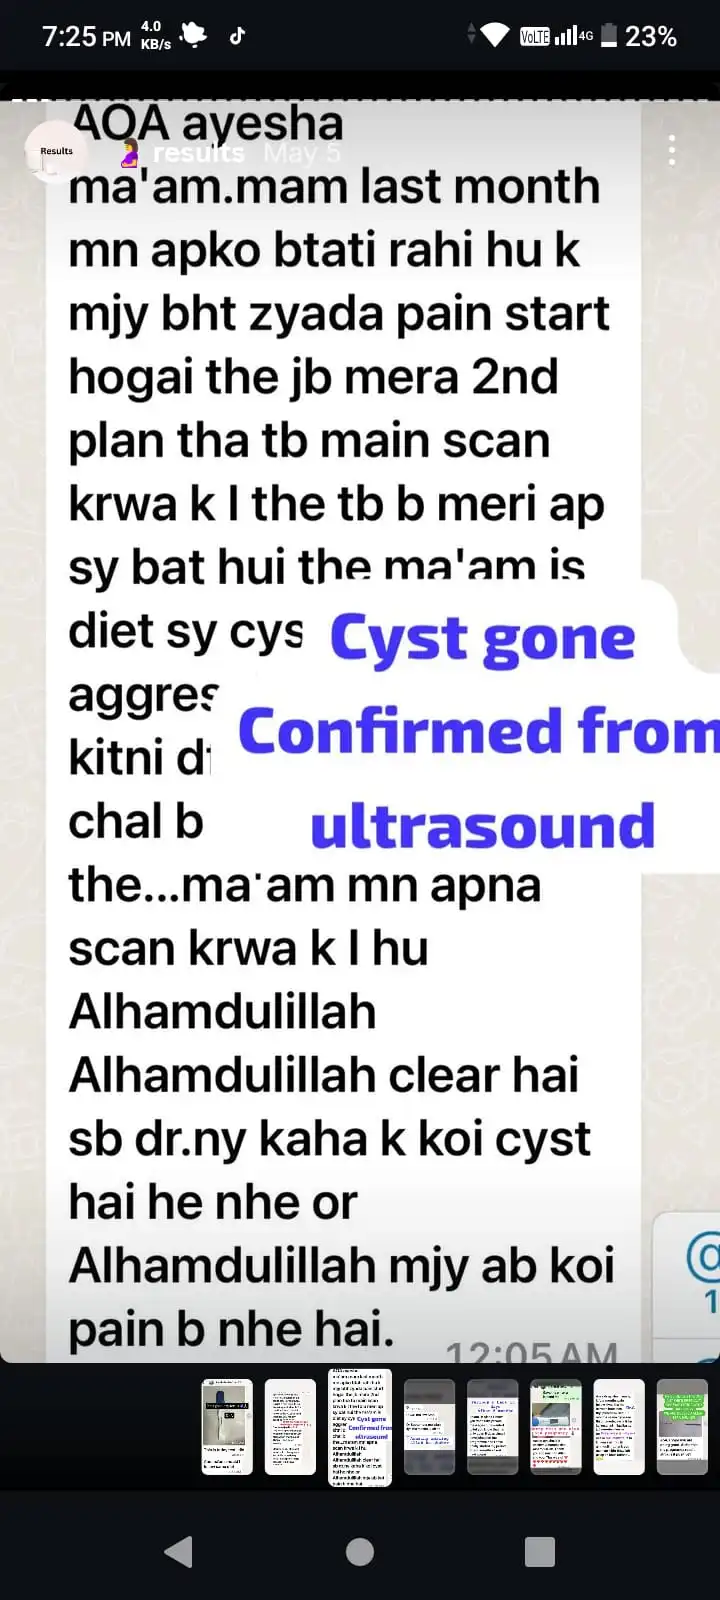 7:25 PM 4.0 KB/s VoLTE 4G 23%
AOA ayesha
Results results May 5
ma'am.mam last month
mn apko btati rahi hu k
mjy bht zyada pain start
hogai the jb mera 2nd
plan tha tb main scan
krwa k l the tb b meri ap
sy bat hui the ma'am is
diet sy cys
Cyst gone
aggres
Confirmed from
kitni di
chal b
ultrasound
the...ma'am mn apna
scan krwa k l hu
Alhamdulillah
Alhamdulillah clear hai
sb dr.ny kaha k koi cyst
hai he nhe or
Alhamdulillah mjy ab koi
pain b nhe hai.
12:05 AM
@
1